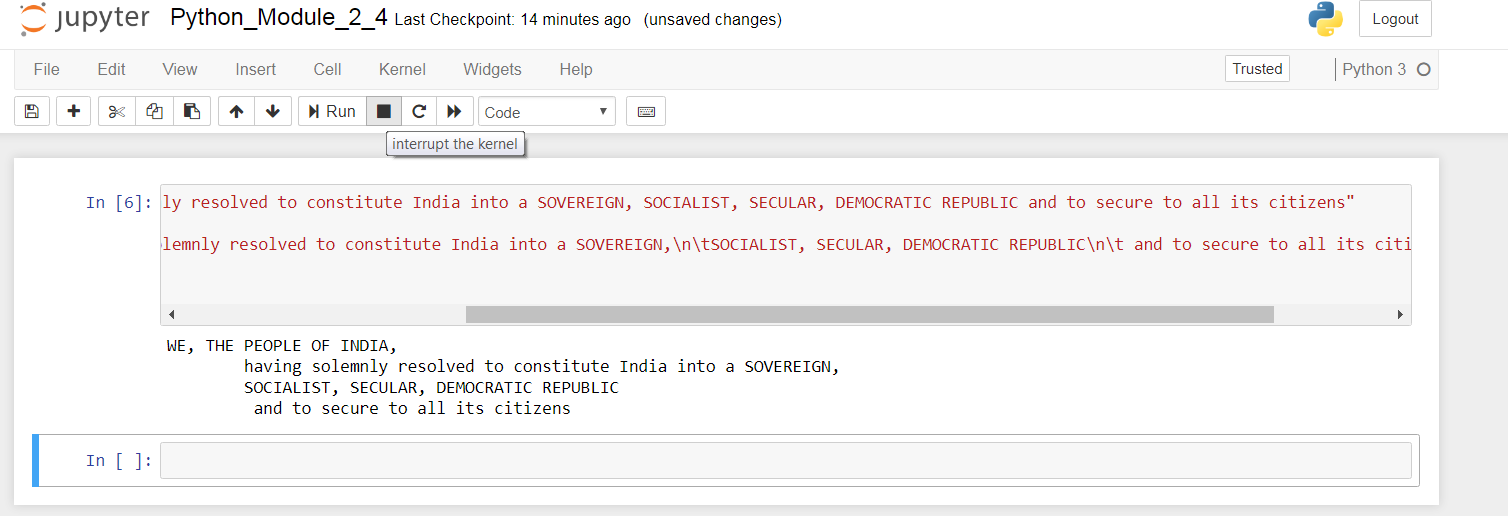 jupyter Python_Module_2_4 Last Checkpoint: 14 minutes ago (unsaved changes) Logout
File Edit View Insert Cell Kernel Widgets Help Trusted Python 3
Run Code
interrupt the kernel
In [6]: ly resolved to constitute India into a SOVEREIGN, SOCIALIST, SECULAR, DEMOCRATIC REPUBLIC and to secure to all its citizens"
lemnly resolved to constitute India into a SOVEREIGN,\n\tSOCIALIST, SECULAR, DEMOCRATIC REPUBLIC\n\t and to secure to all its citi
WE, THE PEOPLE OF INDIA,
having solemnly resolved to constitute India into a SOVEREIGN,
SOCIALIST, SECULAR, DEMOCRATIC REPUBLIC
and to secure to all its citizens
In [ ]: